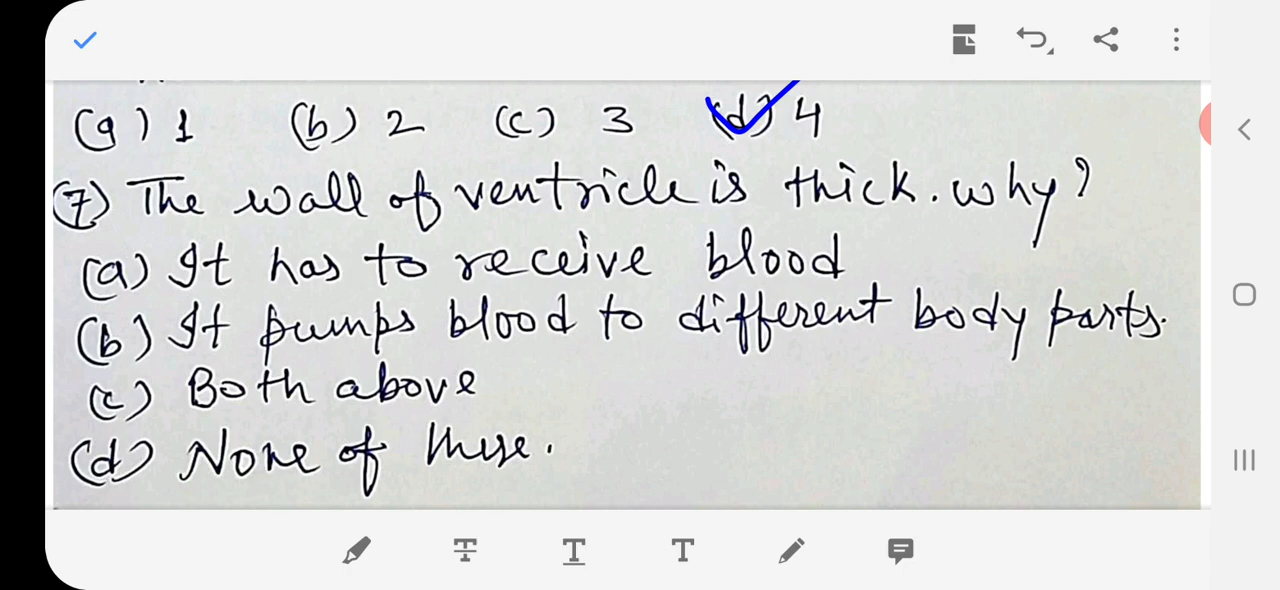 (a) 1 (b) 2 (c) 3 (d) 4
(7) The wall of ventricle is thick. why?
(a) It has to receive blood
(b) It pumps blood to different body parts.
(c) Both above
(d) None of these.